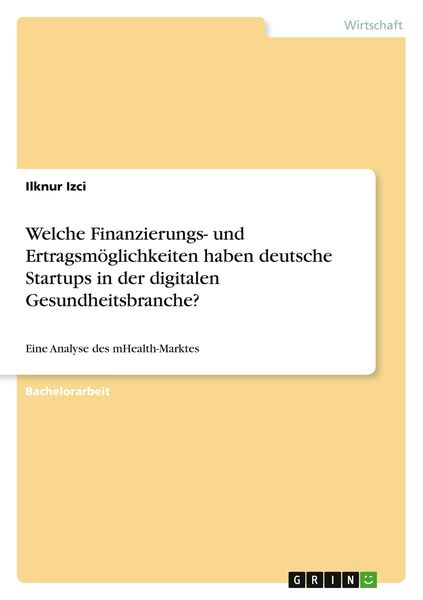 Wirtschaft
Ilknur Izci
Welche Finanzierungs- und
Ertragsmöglichkeiten haben deutsche
Startups in der digitalen
Gesundheitsbranche?
Eine Analyse des mHealth-Marktes
Bachelorarbeit
GRIN